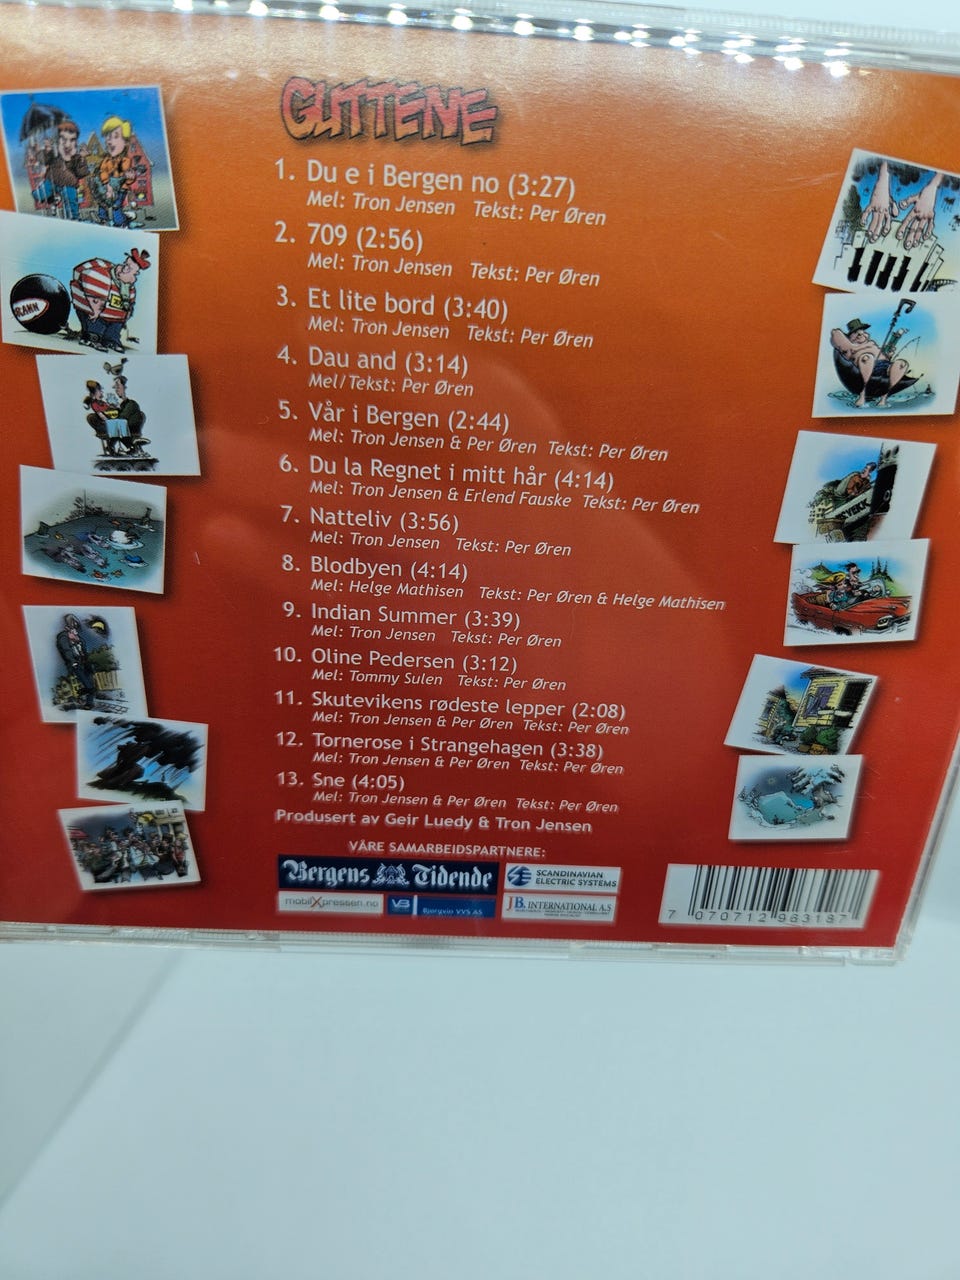 GUTTENE
1. Du e i Bergen no (3:27)
Mel: Tron Jensen Tekst: Per Øren
2. 709 (2:56)
Mel: Tron Jensen Tekst: Per Øren
3. Et lite bord (3:40)
Mel: Tron Jensen Tekst: Per Øren
4. Dau and (3:14)
Mel/Tekst: Per Øren
5. Vår i Bergen (2:44)
Mel: Tron Jensen & Per Øren Tekst: Per Øren
6. Du la Regnet i mitt hår (4:14)
Mel: Tron Jensen & Erlend Fauske Tekst: Per Øren
7. Natteliv (3:56)
Mel: Tron Jensen Tekst: Per Øren
8. Blodbyen (4:14)
Mel: Helge Mathisen Tekst: Per Øren & Helge Mathisen
9. Indian Summer (3:39)
Mel: Tron Jensen Tekst: Per Øren
10. Oline Pedersen (3:12)
Mel: Tommy Sulen Tekst: Per Øren
11. Skutevikens rødeste lepper (2:08)
Mel: Tron Jensen & Per Øren Tekst: Per Øren
12. Tornerose i Strangehagen (3:38)
Mel: Tron Jensen & Per Øren Tekst: Per Øren
13. Sne (4:05)
Mel: Tron Jensen & Per Øren Tekst: Per Øren
Produsert av Geir Luedy & Tron Jensen
VÅRE SAMARBEIDSPARTNERE:
Bergens Tidende
SCANDINAVIAN
ELECTRIC SYSTEMS
mobilXpressen.no
VB
Bjørgvin VVS AS
J.B. INTERNATIONAL A.S
7 070712 963187